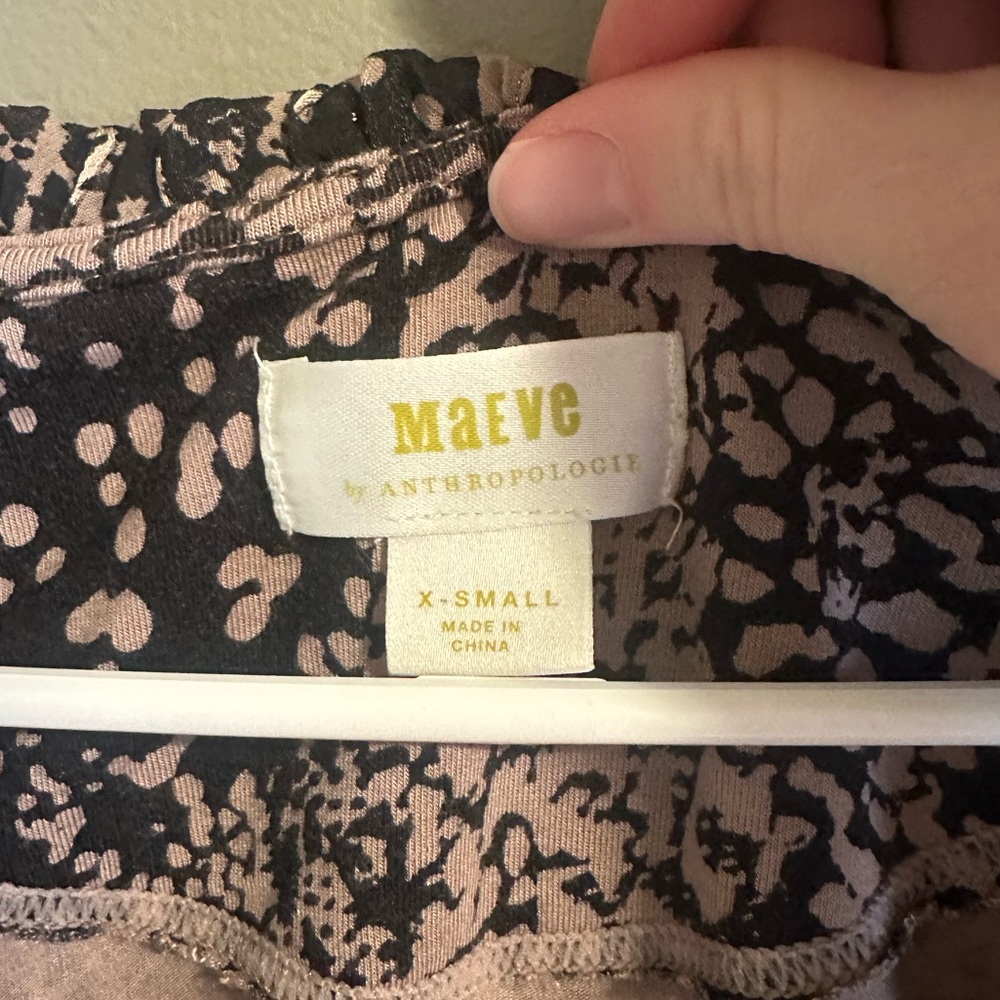 MaEVe
by ANTHROPOLOGIE
X-SMALL
MADE IN
CHINA